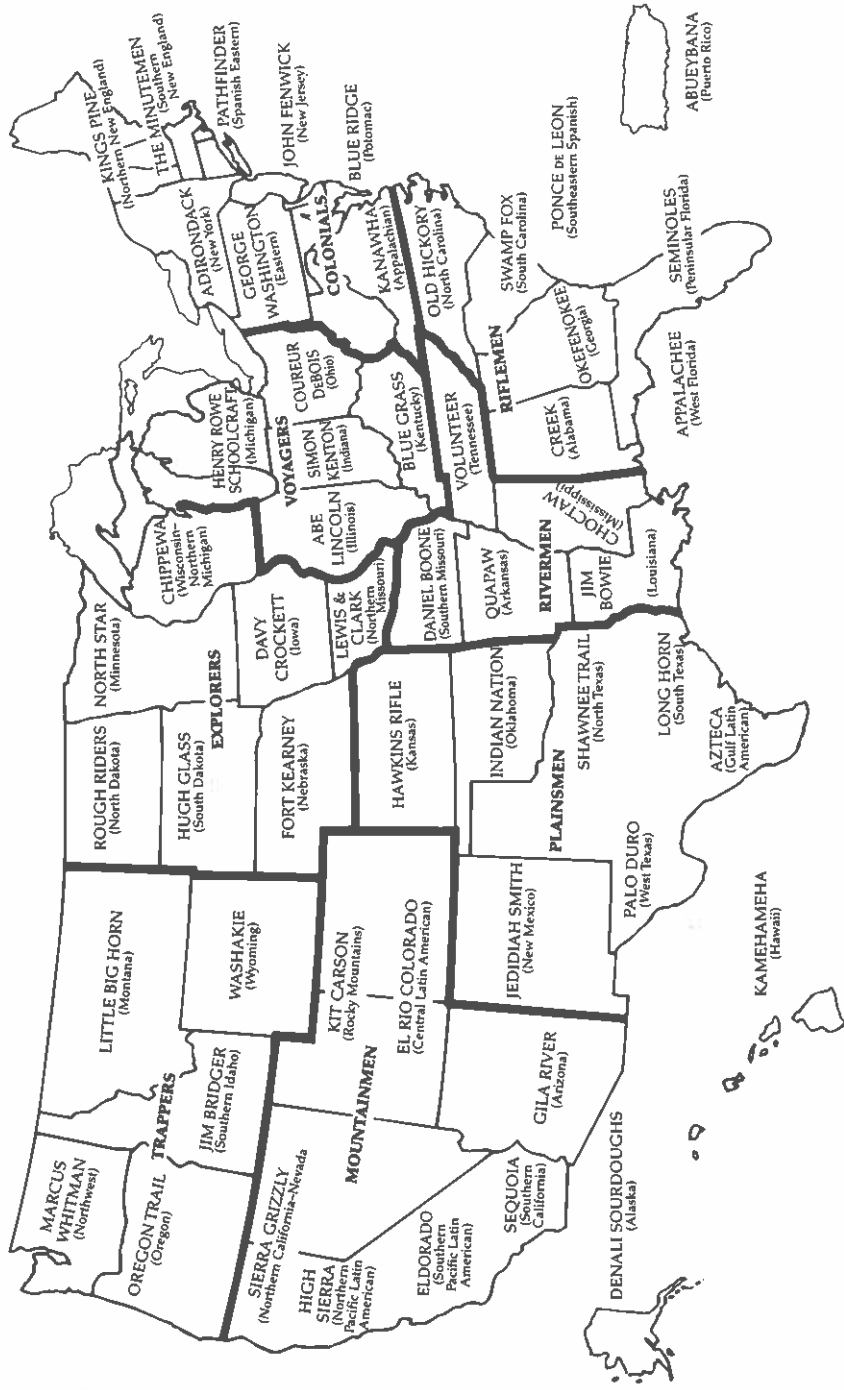 MARCUS
WHITMAN
(Northwest)
OREGON TRAIL
(Oregon)
TRAPPERS
JIM BRIDGER
(Southern Idaho)
LITTLE BIG HORN
(Montana)
WASHAKIE
(Wyoming)
SIERRA GRIZZLY
(Northern California–Nevada
HIGH
SIERRA
(Northern
Pacific Latin
American)
ELDORADO
(Southern
Pacific Latin
American)
SEQUOIA
(Southern
California)
MOUNTAINMEN
KIT CARSON
(Rocky Mountains)
EL RIO COLORADO
(Central Latin American)
GILA RIVER
(Arizona)
DENALI SOURDOUGHS
(Alaska)
KAMEHAMEHA
(Hawaii)
ROUGH RIDERS
(North Dakota)
HUGH GLASS
(South Dakota)
EXPLORERS
FORT KEARNEY
(Nebraska)
NORTH STAR
(Minnesota)
CHIPPEWA
(Wisconsin–
Northern
Michigan)
DAVY
CROCKETT
(Iowa)
LEWIS &
CLARK
(Northern
Missouri)
HAWKINS RIFLE
(Kansas)
INDIAN NATION
(Oklahoma)
PLAINSMEN
SHAWNEE TRAIL
(North Texas)
JEDIDIAH SMITH
(New Mexico)
PALO DURO
(West Texas)
LONG HORN
(South Texas)
AZTECA
(Gulf Latin
American)
DANIEL BOONE
(Southern Missouri)
QUAPAW
(Arkansas)
RIVERMEN
JIM
BOWIE
(Louisiana)
CHOCTAW
(Mississippi)
HENRY ROWE
SCHOOLCRAFT
(Michigan)
VOYAGERS
ABE
LINCOLN
(Illinois)
SIMON
KENTON
(Indiana)
COUREUR
DEBOIS
(Ohio)
BLUE GRASS
(Kentucky)
VOLUNTEER
(Tennessee)
KINGS PINE
(Northern New England)
THE MINUTEMEN
(Southern
New England)
PATHFINDER
(Spanish Eastern)
ADIRONDACK
(New York)
GEORGE
WASHINGTON
(Eastern)
JOHN FENWICK
(New Jersey)
COLONIALS
BLUE RIDGE
(Potomac)
KANAWHA
(Appalachian)
OLD HICKORY
(North Carolina)
SWAMP FOX
(South Carolina)
RIFLEMEN
CREEK
(Alabama)
OKEFENOKEE
(Georgia)
PONCE DE LEON
(Southeastern Spanish)
APPALACHEE
(West Florida)
SEMINOLES
(Peninsular Florida)
ABUEYBANA
(Puerto Rico)